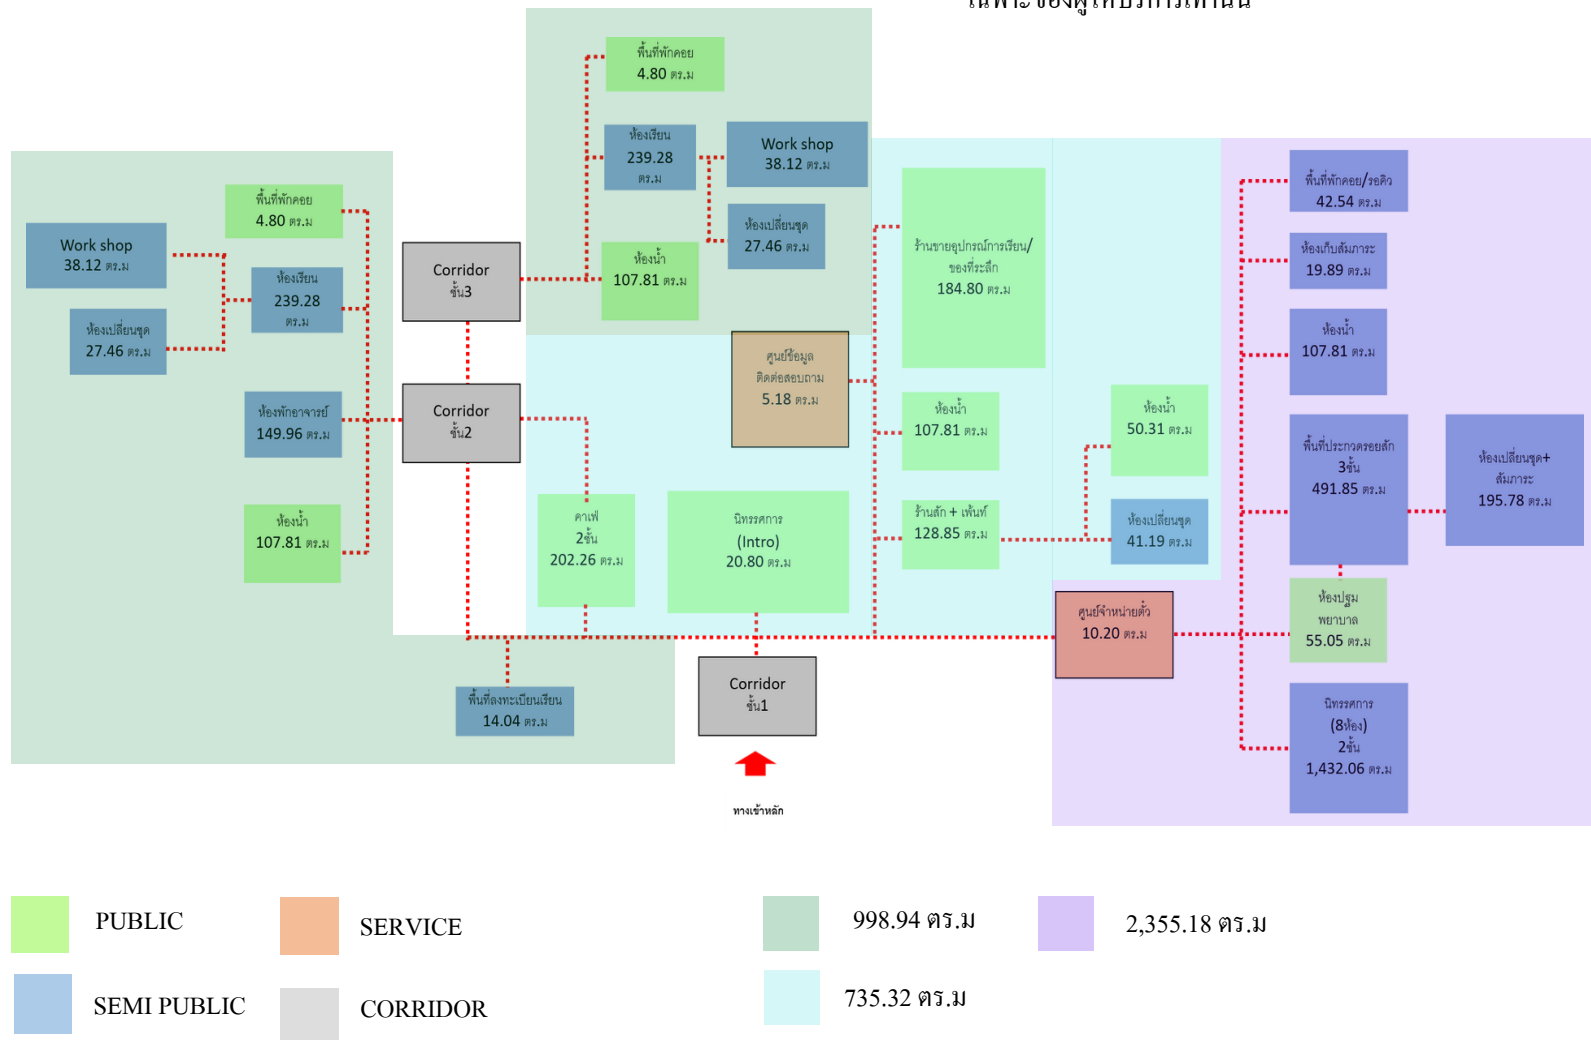 เฉพาะของผู้ให้บริการเท่านั้น
พื้นที่พักคอย
4.80 ตร.ม
ห้องเรียน
239.28
ตร.ม
Work shop
38.12 ตร.ม
ห้องเปลี่ยนชุด
27.46 ตร.ม
ห้องน้ำ
107.81 ตร.ม
พื้นที่พักคอย
4.80 ตร.ม
Work shop
38.12 ตร.ม
ห้องเรียน
239.28
ตร.ม
ห้องเปลี่ยนชุด
27.46 ตร.ม
ห้องพักอาจารย์
149.96 ตร.ม
ห้องน้ำ
107.81 ตร.ม
Corridor
ชั้น3
Corridor
ชั้น2
คาเฟ่
2ชั้น
202.26 ตร.ม
นิทรรศการ
(Intro)
20.80 ตร.ม
ศูนย์ข้อมูล
ติดต่อสอบถาม
5.18 ตร.ม
ร้านขายอุปกรณ์การเรียน/
ของที่ระลึก
184.80 ตร.ม
ห้องน้ำ
107.81 ตร.ม
ร้านสัก + เพ้นท์
128.85 ตร.ม
ห้องน้ำ
50.31 ตร.ม
ห้องเปลี่ยนชุด
41.19 ตร.ม
พื้นที่พักคอย/รอคิว
42.54 ตร.ม
ห้องเก็บสัมภาระ
19.89 ตร.ม
ห้องน้ำ
107.81 ตร.ม
พื้นที่ประกวดรอยสัก
3ชั้น
491.85 ตร.ม
ห้องเปลี่ยนชุด+
สัมภาระ
195.78 ตร.ม
ศูนย์จำหน่ายตั๋ว
10.20 ตร.ม
ห้องปฐม
พยาบาล
55.05 ตร.ม
นิทรรศการ
(8ห้อง)
2ชั้น
1,432.06 ตร.ม
พื้นที่ลงทะเบียนเรียน
14.04 ตร.ม
Corridor
ชั้น1
ทางเข้าหลัก
PUBLIC
SERVICE
998.94 ตร.ม
2,355.18 ตร.ม
SEMI PUBLIC
CORRIDOR
735.32 ตร.ม